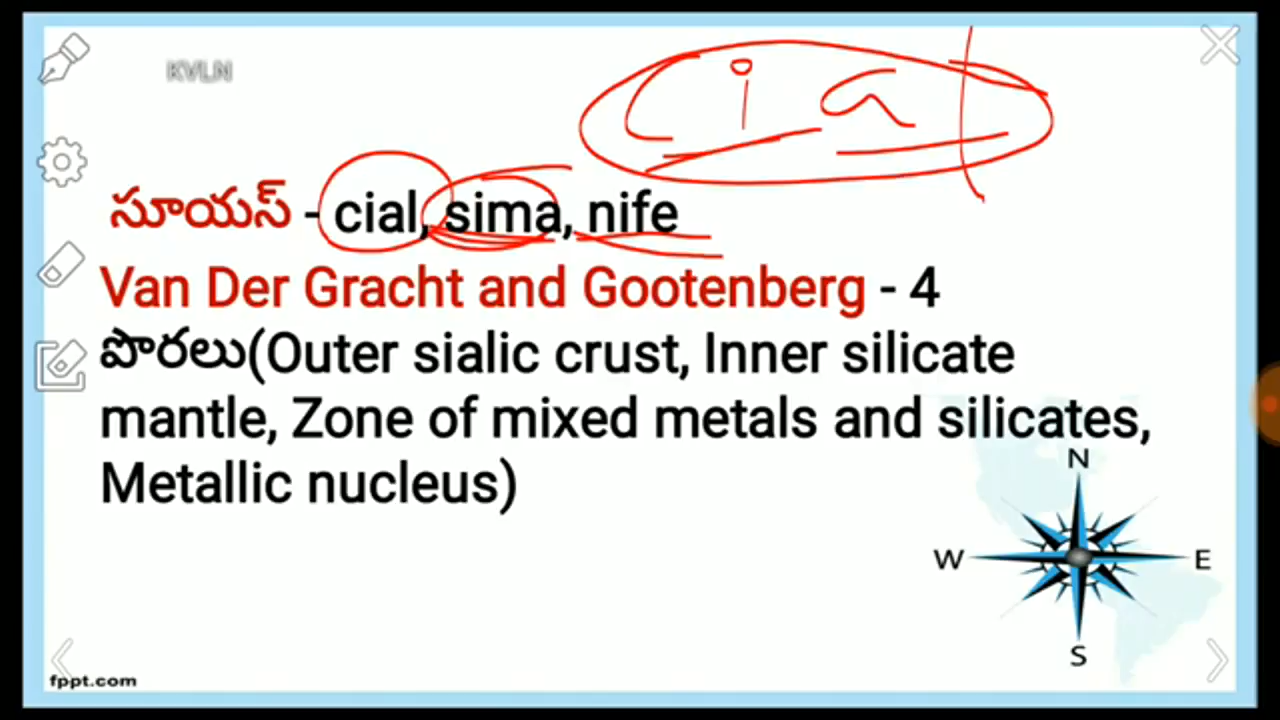 KVLN
cial
సూయస్ - cial, sima, nife
Van Der Gracht and Gootenberg - 4
పొరలు(Outer sialic crust, Inner silicate
mantle, Zone of mixed metals and silicates,
Metallic nucleus)
N
W E
S
fppt.com